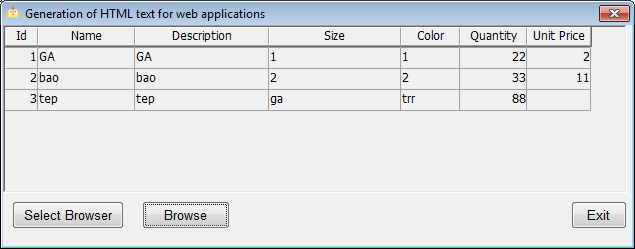 Generation of HTML text for web applications
Id Name Description Size Color Quantity Unit Price
1 GA GA 1 1 22 2
2 bao bao 2 2 33 11
3 tep tep ga trr 88
Select Browser Browse Exit